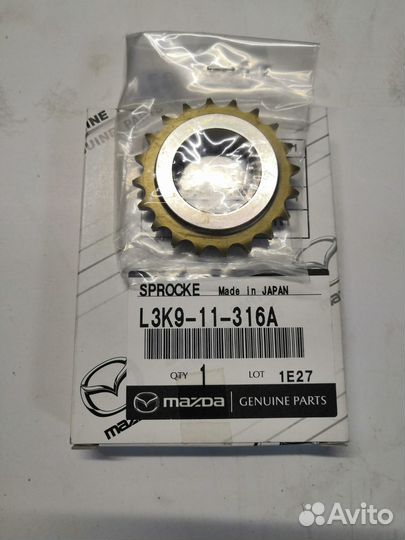 SPROCKE Made in JAPAN
L3K9-11-316A
QTY 1 LOT 1E27
mazda GENUINE PARTS
Avito